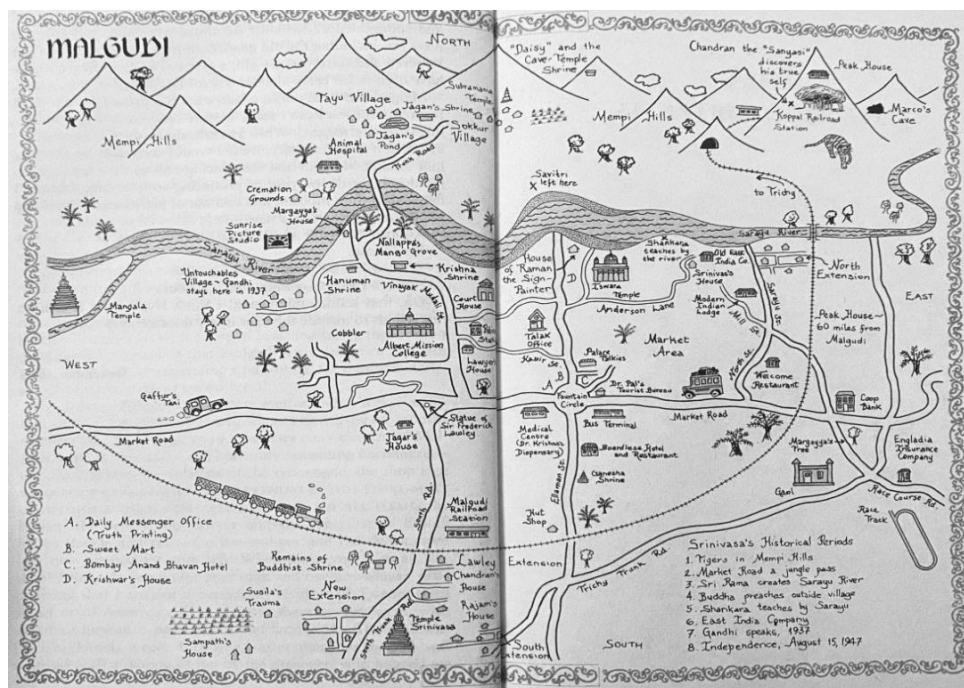 MALGUDI
NORTH
"Daisy" and the
Cave-Temple
Shrine
Chandran the "Sanyasi"
discovers
his true
self
Peak House
Koppal Railroad
Station
Marco's
Cave
Mempi Hills
Tayu Village
Jagan's Shrine
Subramania
Temple
Jagan's
Pond
Sokkur
Village
Mempi Hills
Animal
Hospital
Trunk Road
Cremation
Grounds
Margayya's
House
Savitri
left here
to Trichy
Sunrise
Picture
Studio
Sarayu River
Nallappa's
Mango Grove
Shankara
teaches by
the river
Sarayu River
"Untouchables"
Village - Gandhi
stays here in 1937
Hanuman
Shrine
Krishna
Shrine
Vinayak Mudali St.
House
of Raman
the Sign-
Painter
D
Iswara
Temple
Old East
India Co.
Srinivas's
House
North
Extension
Mangala
Temple
Court
House
Anderson Lane
Modern
Indian
Lodge
Sarayu St.
Mill St.
EAST
Peak House ~
60 miles from
Malgudi
Cobbler
Albert Mission
College
Lawyer
House
Taluk
Office
Market
Area
Kabir St.
Palace
Talkies
A
B
North St.
Welcome
Restaurant
WEST
Gaffur's
Taxi
Dr. Pal's
Tourist Bureau
Fountain
Circle
Coop
Bank
Market Road
Jagan's
House
Statue of
Sir Frederick
Lawley
Market Road
Medical
Centre
(Dr. Krishna
Dispensary)
Bus Terminal
Boardless Hotel
and Restaurant
Ganesha
Shrine
Ellaman St.
Margayya's
Tree
Engladia
Insurance
Company
Gaol
Race Course Rd
Race
Track
South Rd.
Malgudi
Railroad
Station
Hut
Shop
A. Daily Messenger Office
(Truth Printing)
B. Sweet Mart
C. Bombay Anand Bhavan Hotel
D. Krishwar's House
Remains of
Buddhist Shrine
Lawley
Extension
Chandran's
House
Trichy Trunk Rd
Susila's
Trauma
New
Extension
Rajam's
House
Sampath's
House
South Trunk Rd
Temple
Srinivasa
South
Extension
SOUTH
Srinivasa's Historical Periods
1. Tigers in Mempi Hills
2. Market Road a jungle pass
3. Sri Rama creates Sarayu River
4. Buddha preaches outside village
5. Shankara teaches by Sarayu
6. East India Company
7. Gandhi speaks, 1937
8. Independence, August 15, 1947